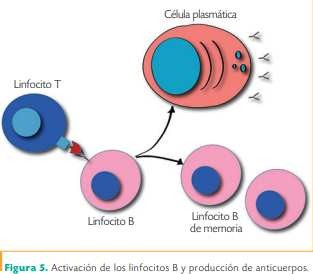 Célula plasmática
Linfocito T
Linfocito B
Linfocito B
de memoria
Figura 5. Activación de los linfocitos B y producción de anticuerpos.